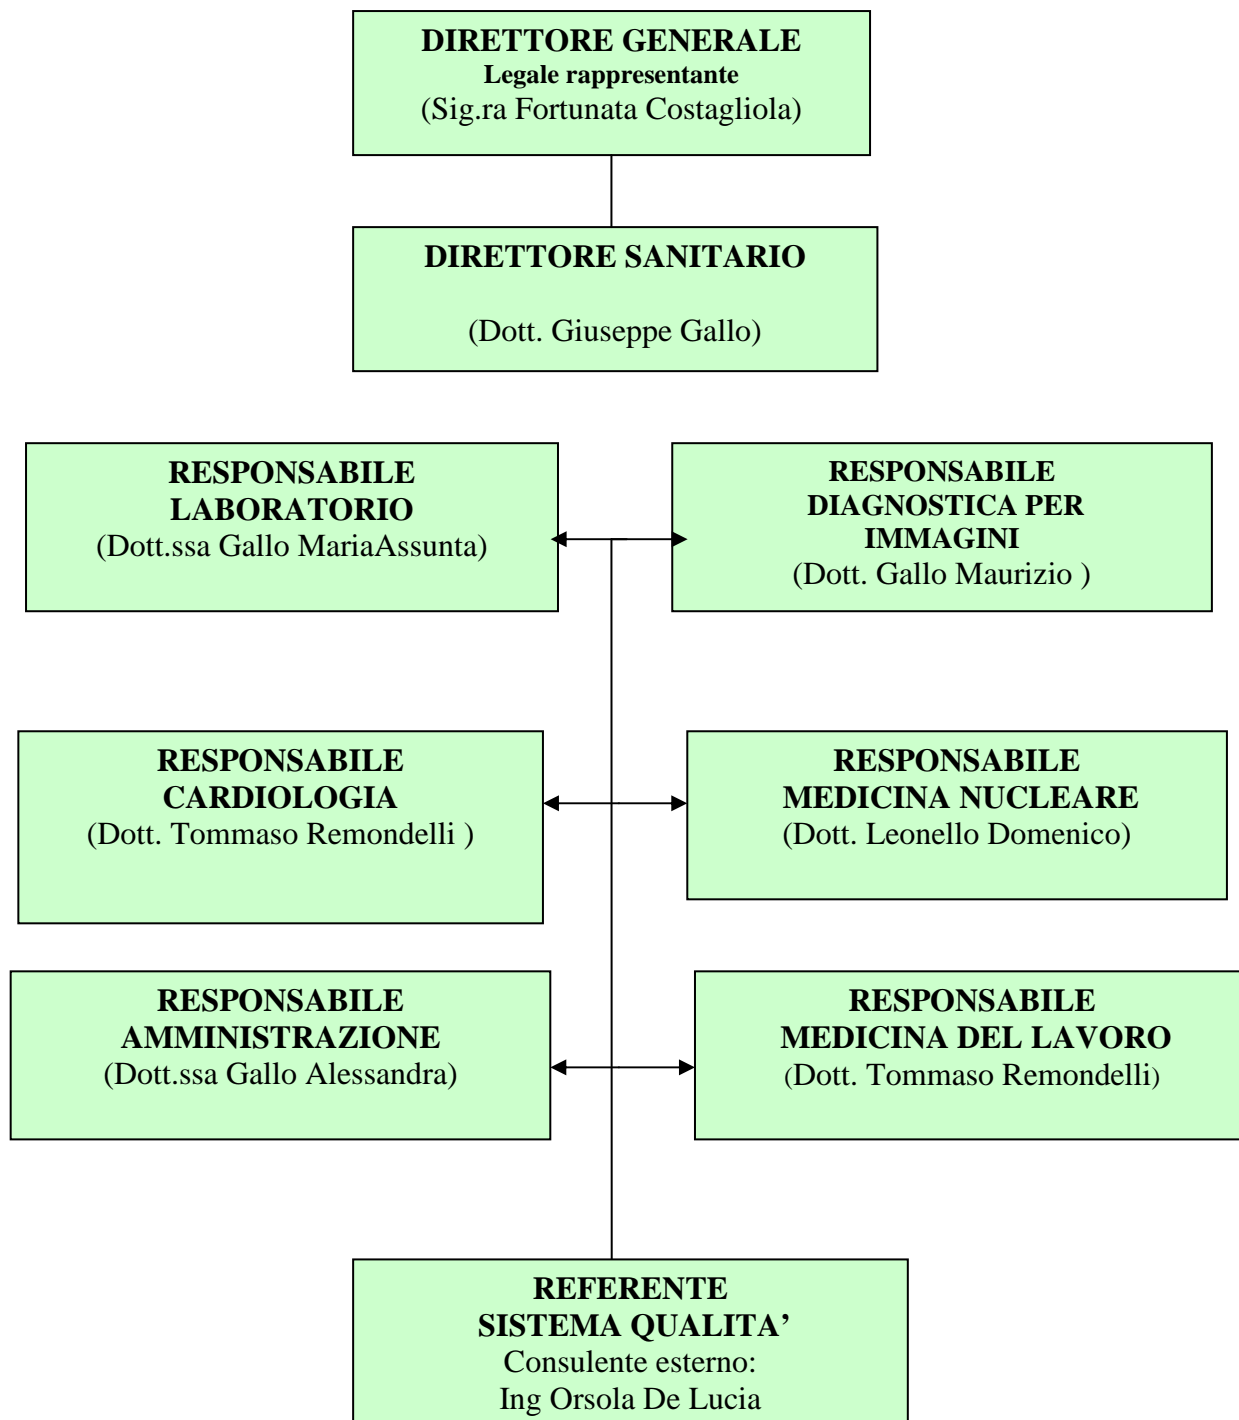 DIRETTORE GENERALE
Legale rappresentante
(Sig.ra Fortunata Costagliola)
DIRETTORE SANITARIO
(Dott. Giuseppe Gallo)
RESPONSABILE
LABORATORIO
(Dott.ssa Gallo MariaAssunta)
RESPONSABILE
DIAGNOSTICA PER
IMMAGINI
(Dott. Gallo Maurizio )
RESPONSABILE
CARDIOLOGIA
(Dott. Tommaso Remondelli )
RESPONSABILE
MEDICINA NUCLEARE
(Dott. Leonello Domenico)
RESPONSABILE
AMMINISTRAZIONE
(Dott.ssa Gallo Alessandra)
RESPONSABILE
MEDICINA DEL LAVORO
(Dott. Tommaso Remondelli)
REFERENTE
SISTEMA QUALITA’
Consulente esterno:
Ing Orsola De Lucia